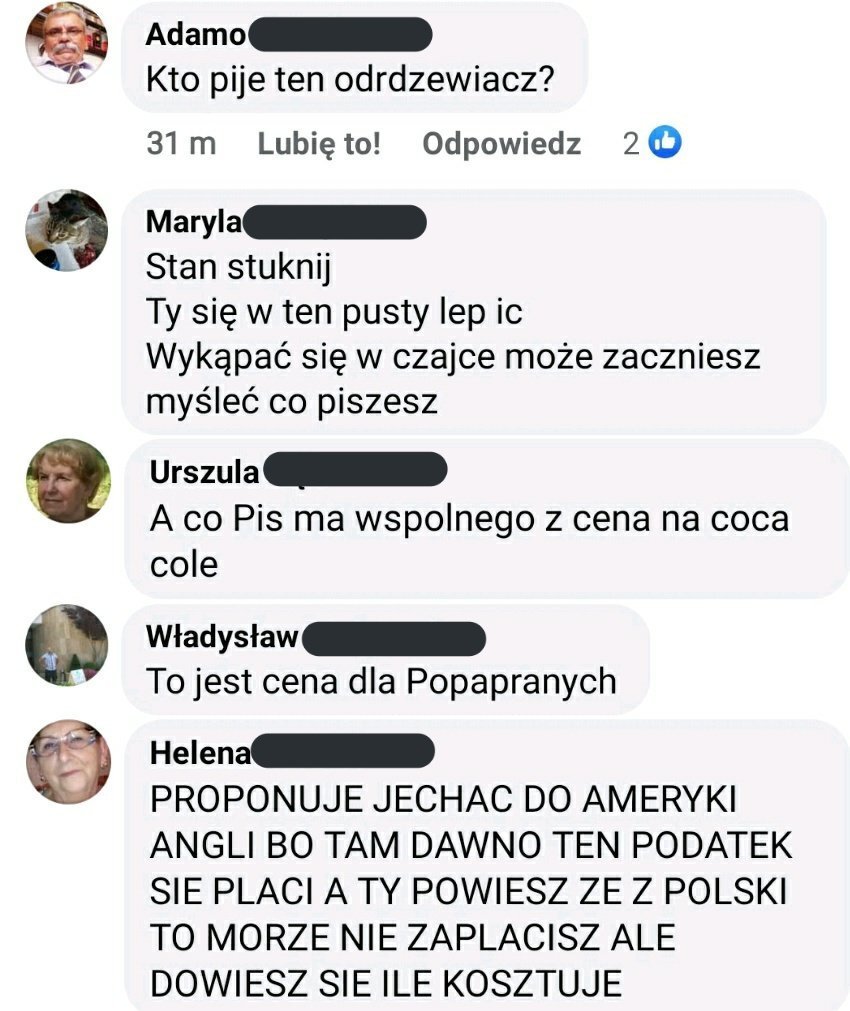 Adamo
Kto pije ten odrdzewiacz?
31 m Lubię to! Odpowiedz 2
Maryla
Stan stuknij
Ty się w ten pusty lep ic
Wykąpać się w czajce może zaczniesz
myśleć co piszesz
Urszula
A co Pis ma wspolnego z cena na coca
cole
Władysław
To jest cena dla Popapranych
Helena
PROPONUJE JECHAC DO AMERYKI
ANGLI BO TAM DAWNO TEN PODATEK
SIE PLACI A TY POWIESZ ZE Z POLSKI
TO MORZE NIE ZAPLACISZ ALE
DOWIESZ SIE ILE KOSZTUJE